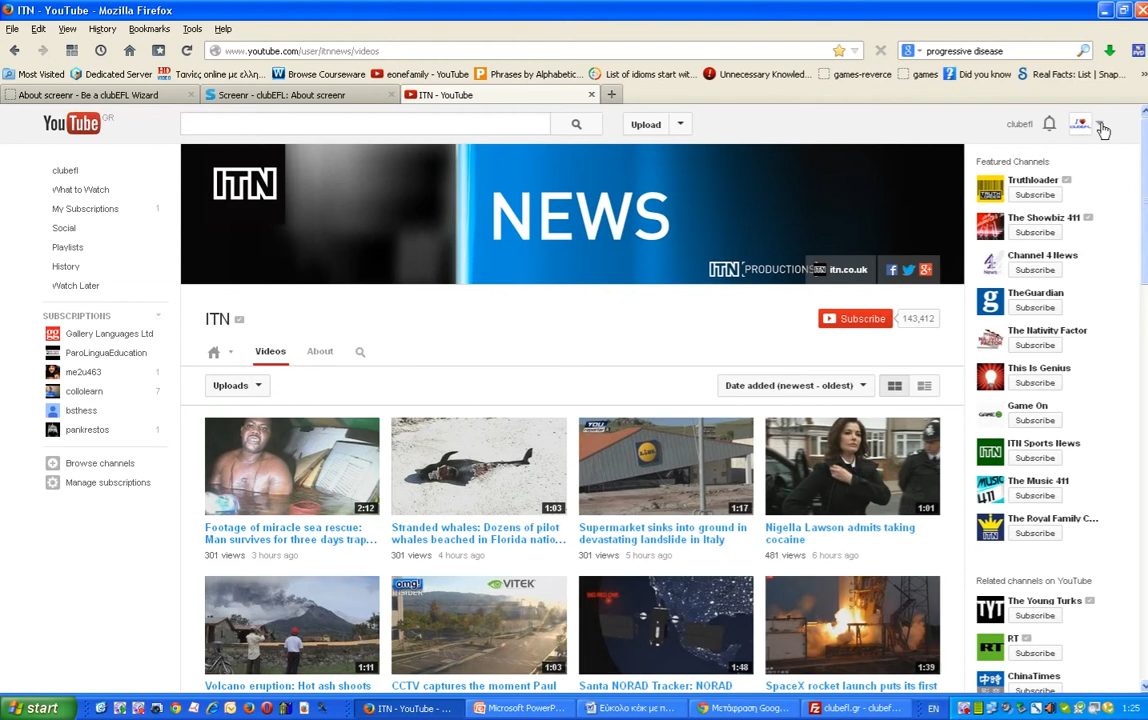 ITN - YouTube - Mozilla Firefox
File Edit View History Bookmarks Tools Help
www.youtube.com/user/itnnews/videos
progressive disease
Most Visited Dedicated Server Ταινίες online με ελλη... Browse Courseware eonefamily - YouTube Phrases by Alphabetic... List of idioms start wit... Unnecessary Knowled... games-reverce games Did you know Real Facts: List | Snap...
About screenr - Be a clubEFL Wizard
Screenr - clubEFL: About screenr
ITN - YouTube
YouTube GR
Upload
clubefl
clubefl
What to Watch
My Subscriptions 1
Social
Playlists
History
Watch Later
SUBSCRIPTIONS
Gallery Languages Ltd
ParoLinguaEducation
me2u463 1
collolearn 7
bsthess
pankrestos 1
Browse channels
Manage subscriptions
ITN
NEWS
ITN PRODUCTIONS
itn.co.uk
ITN
Subscribe 143,412
Videos About
Uploads
Date added (newest - oldest)
2:12
Footage of miracle sea rescue:
Man survives for three days trap...
301 views 3 hours ago
1:03
Stranded whales: Dozens of pilot
whales beached in Florida natio...
301 views 4 hours ago
1:17
Supermarket sinks into ground in
devastating landslide in Italy
301 views 5 hours ago
1:01
Nigella Lawson admits taking
cocaine
481 views 6 hours ago
1:11
Volcano eruption: Hot ash shoots
omg!
INSIDER
VITEK
1:03
CCTV captures the moment Paul
1:48
Santa NORAD Tracker: NORAD
1:39
SpaceX rocket launch puts its first
Featured Channels
Truthloader
Subscribe
The Showbiz 411
Subscribe
Channel 4 News
Subscribe
TheGuardian
Subscribe
The Nativity Factor
Subscribe
This Is Genius
Subscribe
Game On
Subscribe
ITN Sports News
Subscribe
The Music 411
Subscribe
The Royal Family C...
Subscribe
Related channels on YouTube
The Young Turks
Subscribe
RT
Subscribe
ChinaTimes
Subscribe
start
ITN - YouTube - ...
Microsoft PowerP...
Εύκολο κέικ με π...
Μετάφραση Goog...
clubefl.gr - clubef...
EN
1:25